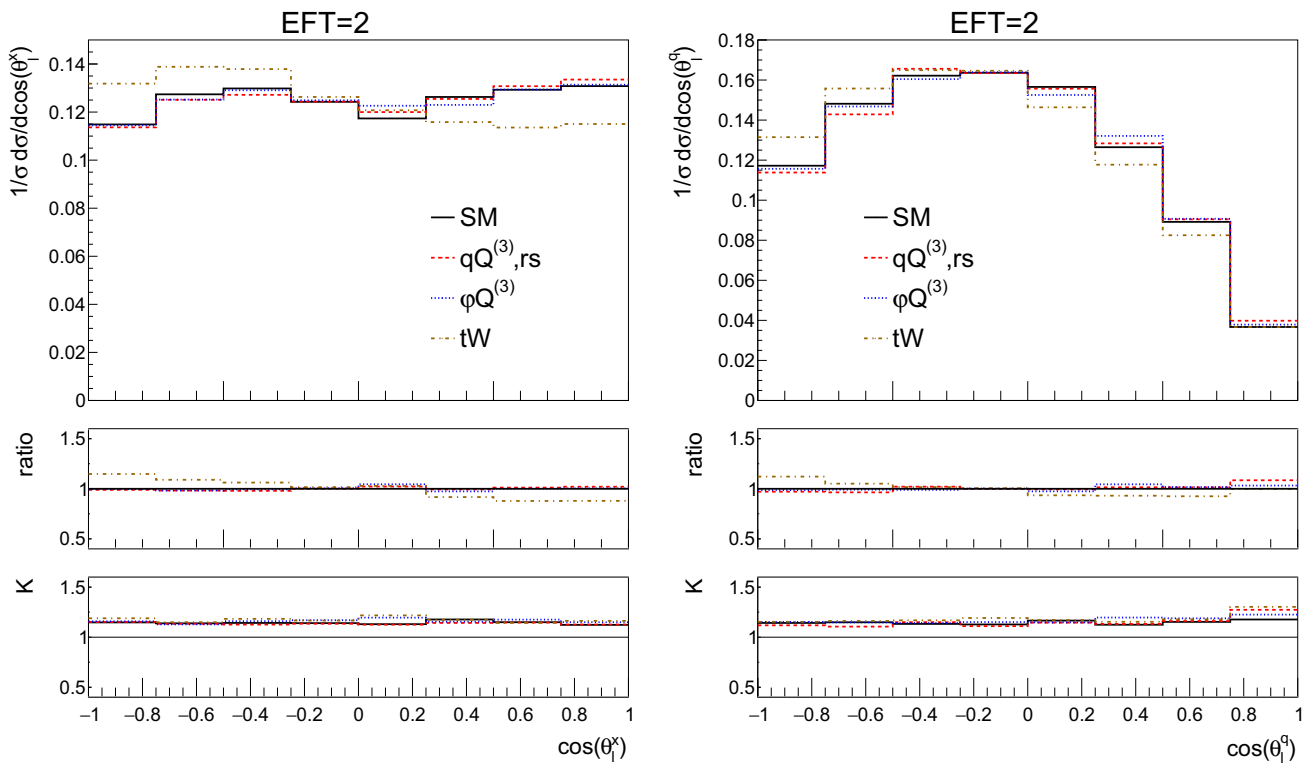 EFT=2
1/σ dσ/dcos(θ_l^x)
0.14
0.12
0.1
0.08
0.06
0.04
0.02
0
SM
qQ^(3),rs
φQ^(3)
tW
ratio
1.5
1
0.5
K
1.5
1
0.5
−1 −0.8 −0.6 −0.4 −0.2 0 0.2 0.4 0.6 0.8 1
cos(θ_l^x)
EFT=2
1/σ dσ/dcos(θ_l^q)
0.18
0.16
0.14
0.12
0.1
0.08
0.06
0.04
0.02
0
SM
qQ^(3),rs
φQ^(3)
tW
ratio
1.5
1
0.5
K
1.5
1
0.5
−1 −0.8 −0.6 −0.4 −0.2 0 0.2 0.4 0.6 0.8 1
cos(θ_l^q)